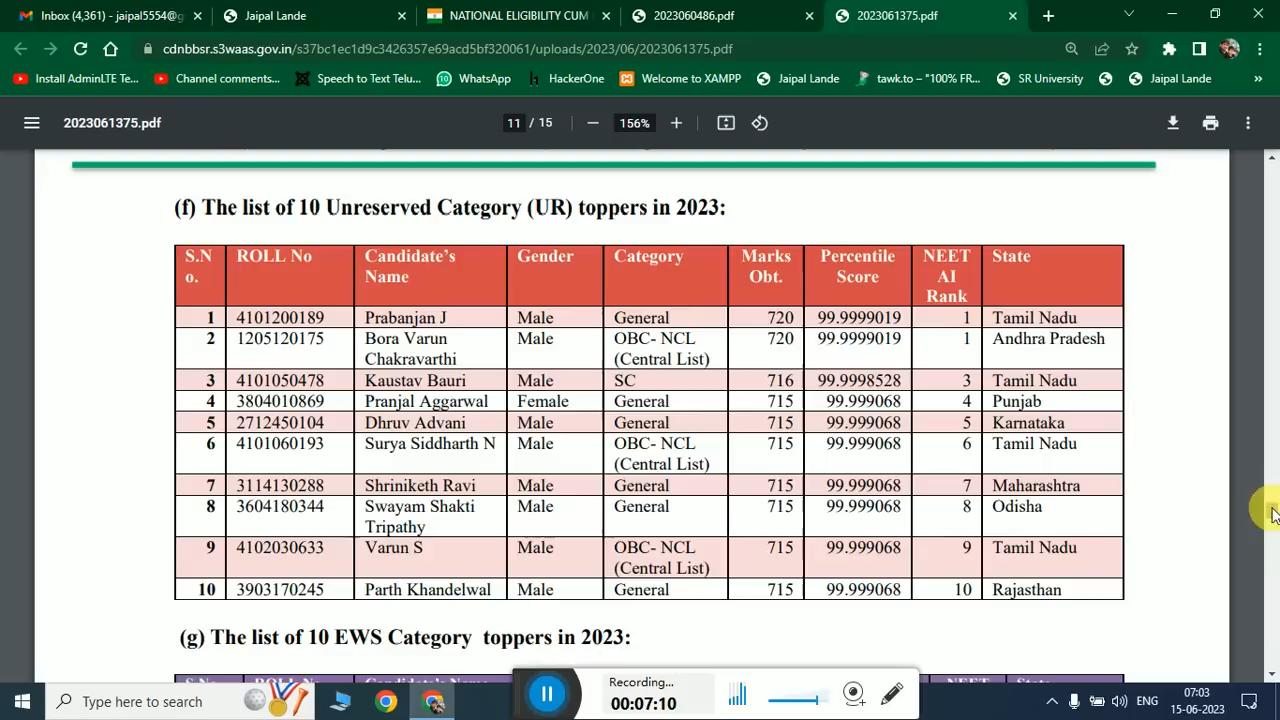 Inbox (4,361) - jaipal5554@g
Jaipal Lande
NATIONAL ELIGIBILITY CUM
2023060486.pdf
2023061375.pdf
cdnbbsr.s3waas.gov.in/s37bc1ec1d9c3426357e69acd5bf320061/uploads/2023/06/2023061375.pdf
Install AdminLTE Te...
Channel comments...
Speech to Text Telu...
WhatsApp
HackerOne
Welcome to XAMPP
Jaipal Lande
tawk.to – "100% FR...
SR University
Jaipal Lande
»
2023061375.pdf
11 / 15
156%
(f) The list of 10 Unreserved Category (UR) toppers in 2023:
S.No. ROLL No Candidate's Name Gender Category Marks Obt. Percentile Score NEET AI Rank State
1 4101200189 Prabanjan J Male General 720 99.9999019 1 Tamil Nadu
2 1205120175 Bora Varun Chakravarthi Male OBC- NCL (Central List) 720 99.9999019 1 Andhra Pradesh
3 4101050478 Kaustav Bauri Male SC 716 99.9998528 3 Tamil Nadu
4 3804010869 Pranjal Aggarwal Female General 715 99.999068 4 Punjab
5 2712450104 Dhruv Advani Male General 715 99.999068 5 Karnataka
6 4101060193 Surya Siddharth N Male OBC- NCL (Central List) 715 99.999068 6 Tamil Nadu
7 3114130288 Shriniketh Ravi Male General 715 99.999068 7 Maharashtra
8 3604180344 Swayam Shakti Tripathy Male General 715 99.999068 8 Odisha
9 4102030633 Varun S Male OBC- NCL (Central List) 715 99.999068 9 Tamil Nadu
10 3903170245 Parth Khandelwal Male General 715 99.999068 10 Rajasthan
(g) The list of 10 EWS Category toppers in 2023:
Recording...
00:07:10
Type here to search
ENG
07:03
15-06-2023